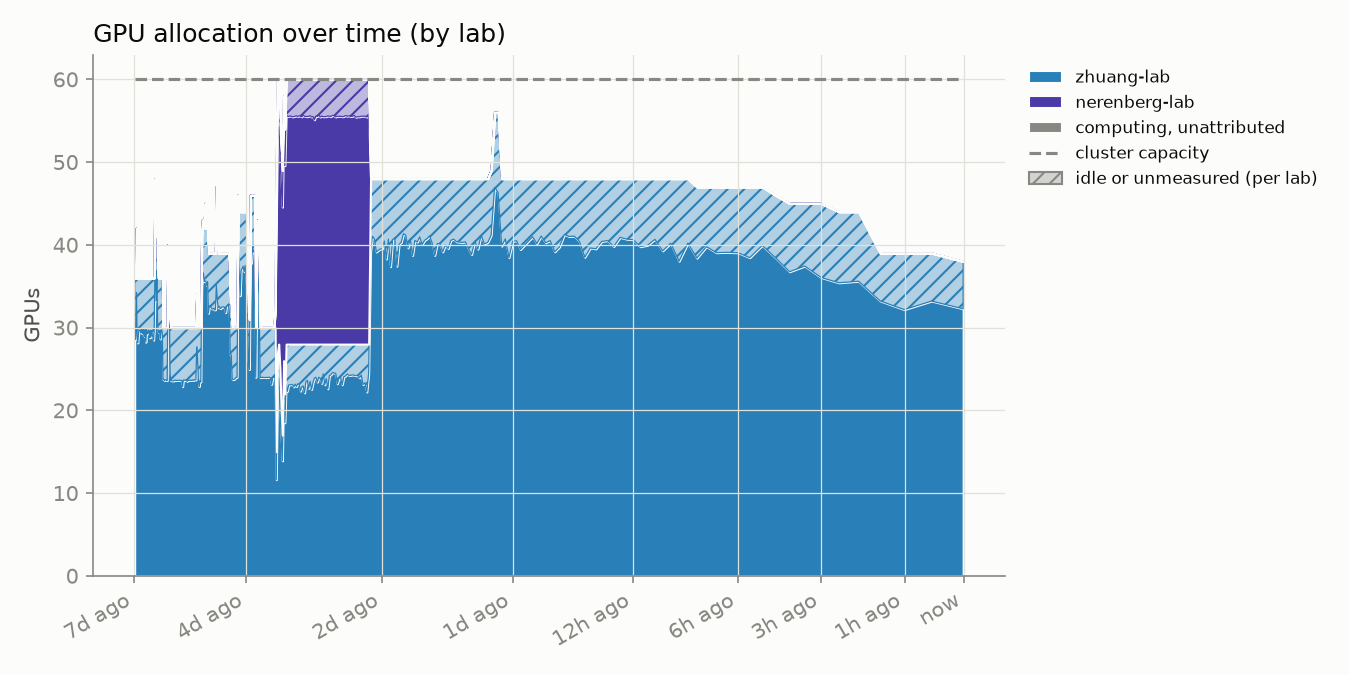 GPU allocation over time (by lab)
60
50
40
30
20
10
0
GPUs
7d ago
4d ago
2d ago
1d ago
12h ago
6h ago
3h ago
1h ago
now
zhuang-lab
nerenberg-lab
computing, unattributed
cluster capacity
idle or unmeasured (per lab)